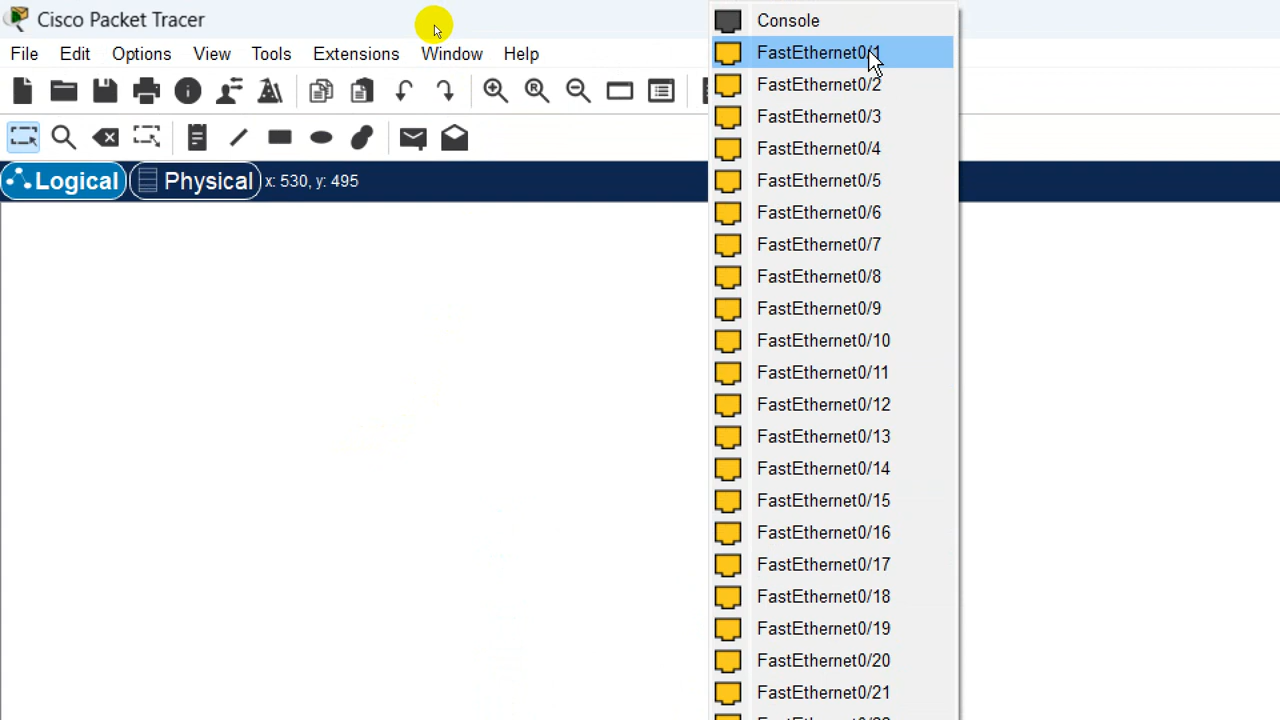 Cisco Packet Tracer
File Edit Options View Tools Extensions Window Help
Logical Physical x: 530, y: 495
Console
FastEthernet0/1
FastEthernet0/2
FastEthernet0/3
FastEthernet0/4
FastEthernet0/5
FastEthernet0/6
FastEthernet0/7
FastEthernet0/8
FastEthernet0/9
FastEthernet0/10
FastEthernet0/11
FastEthernet0/12
FastEthernet0/13
FastEthernet0/14
FastEthernet0/15
FastEthernet0/16
FastEthernet0/17
FastEthernet0/18
FastEthernet0/19
FastEthernet0/20
FastEthernet0/21